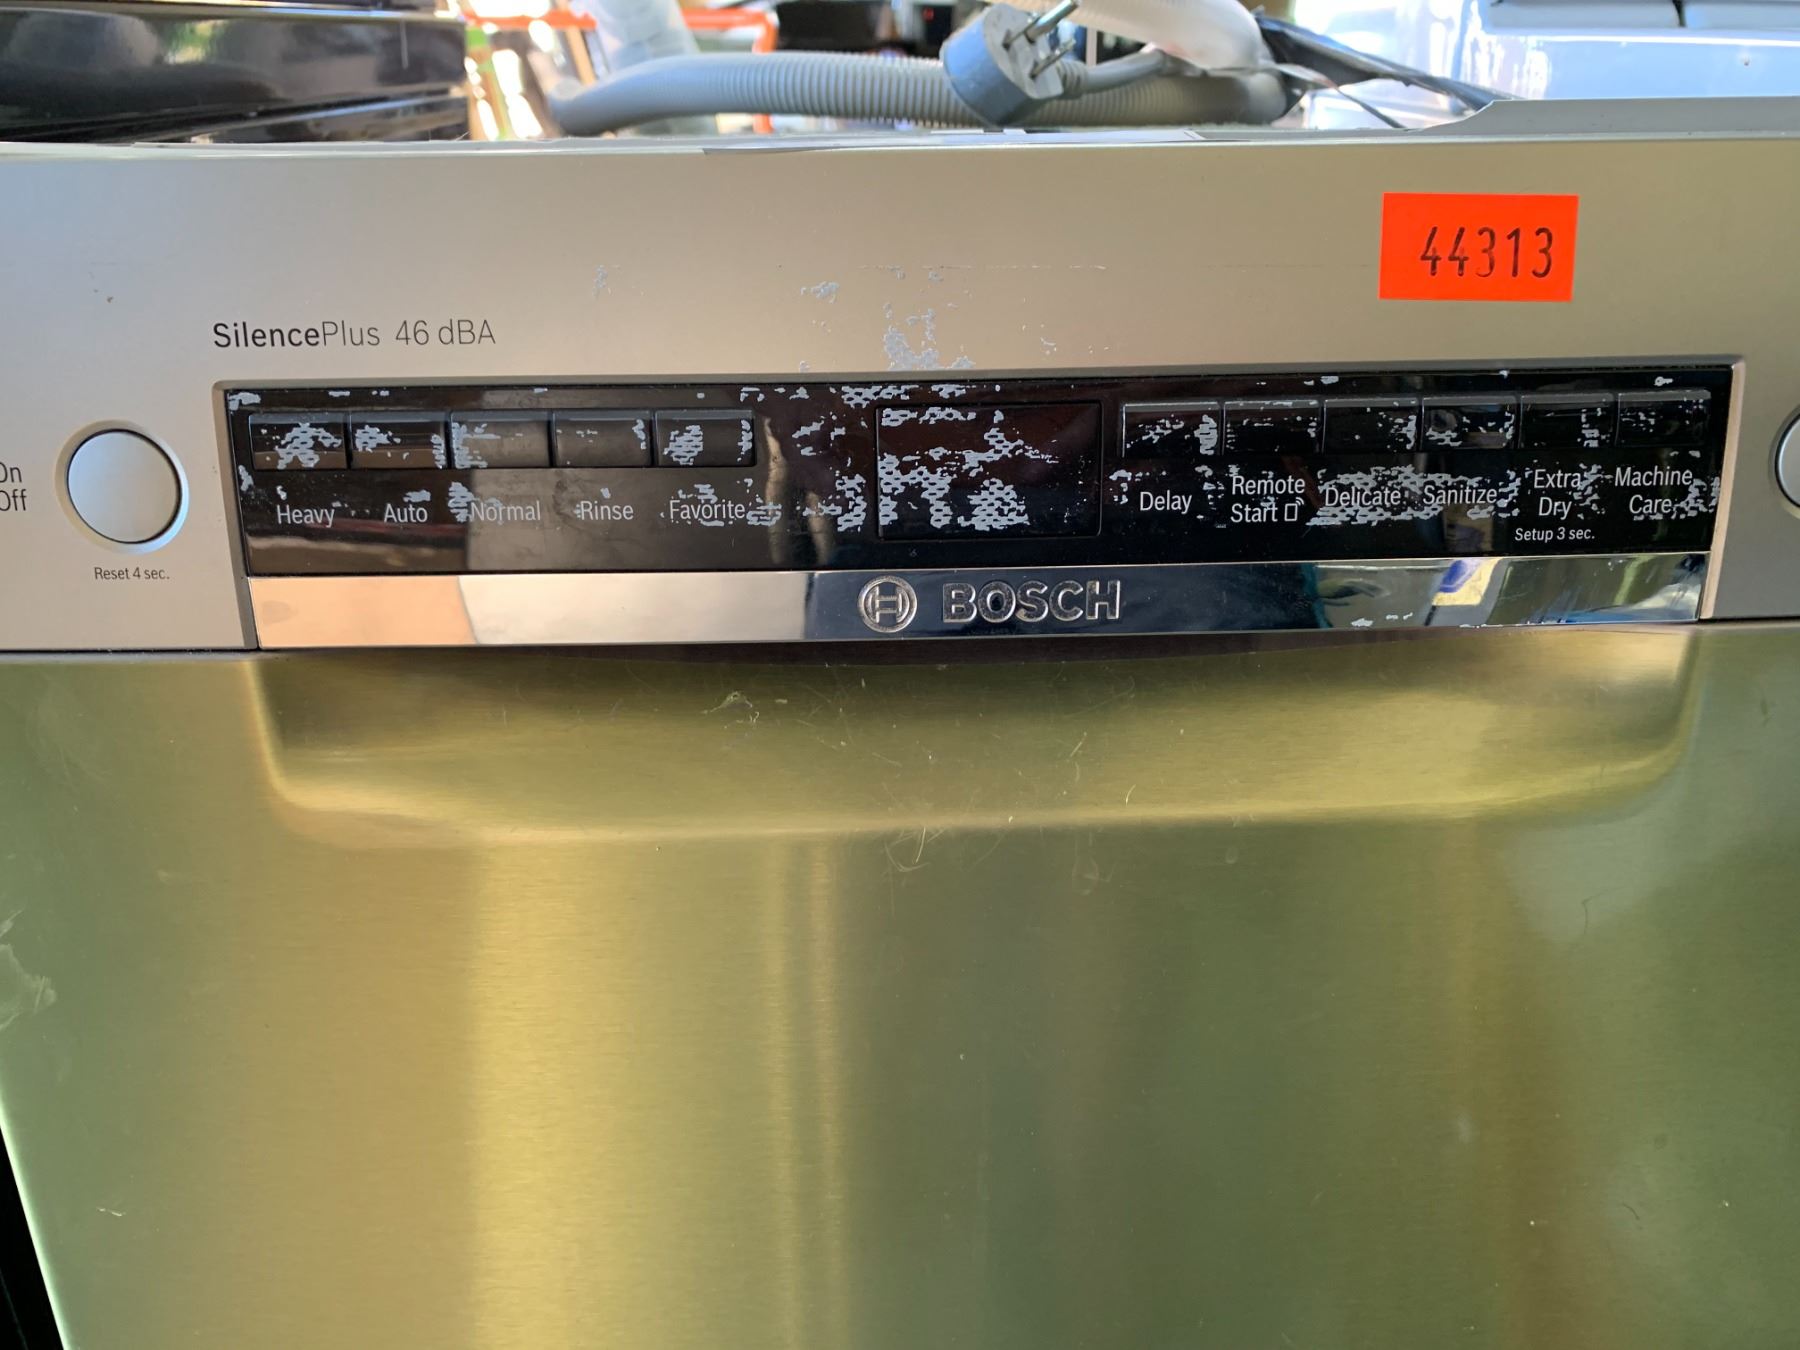 44313
SilencePlus 46 dBA
On
Off
Reset 4 sec.
Heavy Auto Normal Rinse Favorite
Delay
Remote
Start
Delicate Sanitize
Extra
Dry
Setup 3 sec.
Machine
Care
BOSCH